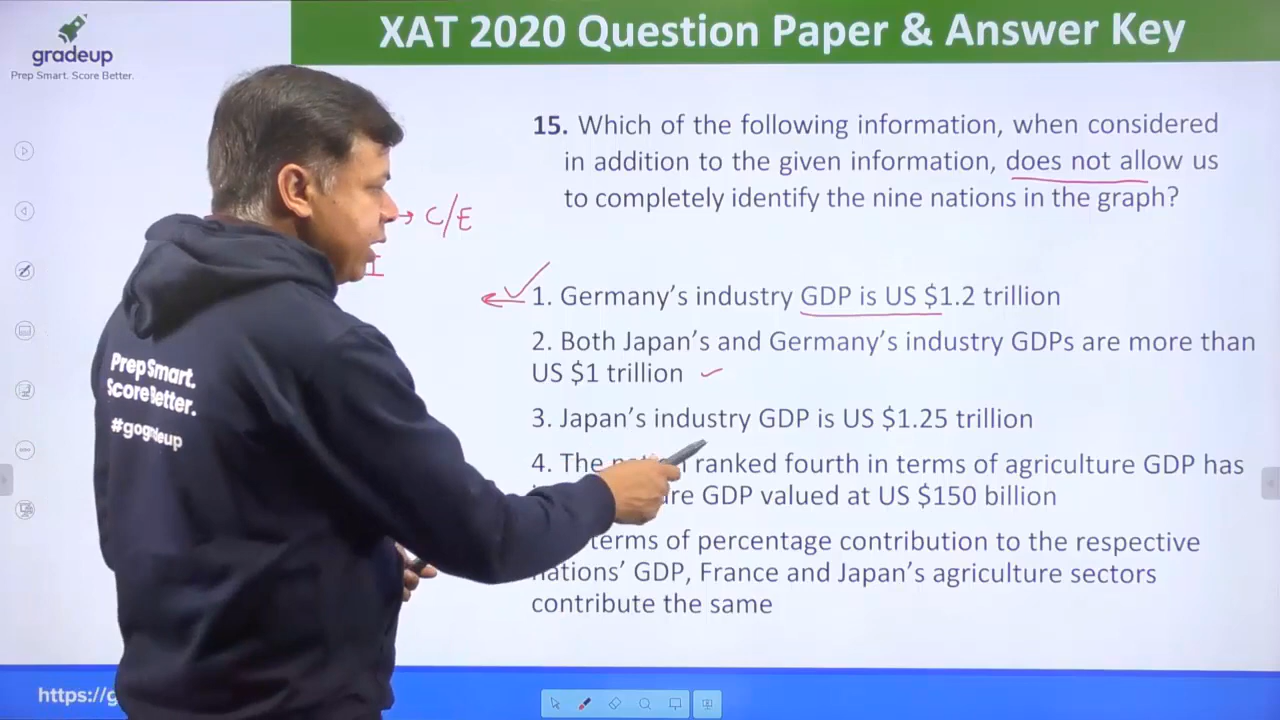 gradeup
Prep Smart. Score Better.
XAT 2020 Question Paper & Answer Key
15. Which of the following information, when considered
in addition to the given information, does not allow us
to completely identify the nine nations in the graph?
→ C/E
I
1. Germany's industry GDP is US $1.2 trillion
2. Both Japan's and Germany's industry GDPs are more than
US $1 trillion
3. Japan's industry GDP is US $1.25 trillion
4. The ranked fourth in terms of agriculture GDP has
GDP valued at US $150 billion
terms of percentage contribution to the respective
nations' GDP, France and Japan's agriculture sectors
contribute the same
Prep Smart.
Score Better.
#gogradeup
https://g